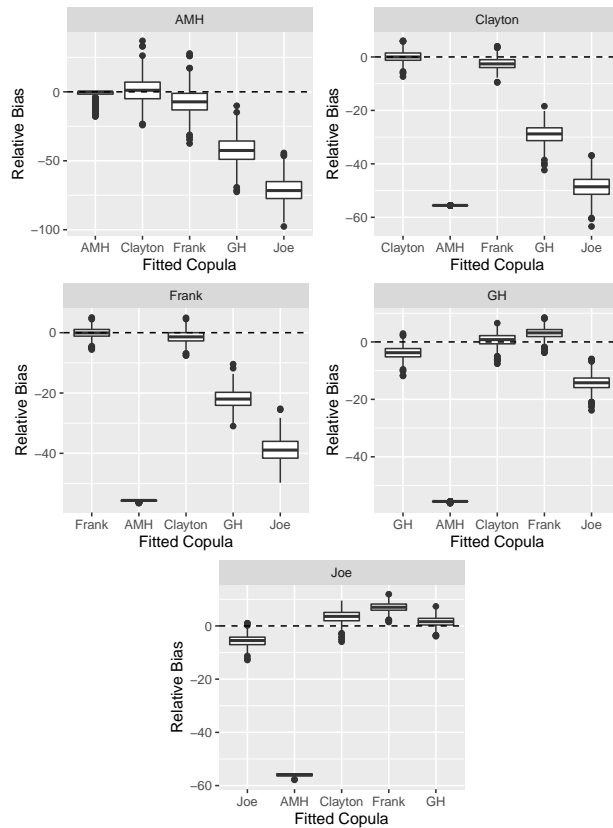 AMH
Relative Bias
0
−50
−100
AMH Clayton Frank GH Joe
Fitted Copula
Clayton
Relative Bias
0
−20
−40
−60
Clayton AMH Frank GH Joe
Fitted Copula
Frank
Relative Bias
0
−20
−40
Frank AMH Clayton GH Joe
Fitted Copula
GH
Relative Bias
0
−20
−40
GH AMH Clayton Frank Joe
Fitted Copula
Joe
Relative Bias
0
−20
−40
−60
Joe AMH Clayton Frank GH
Fitted Copula